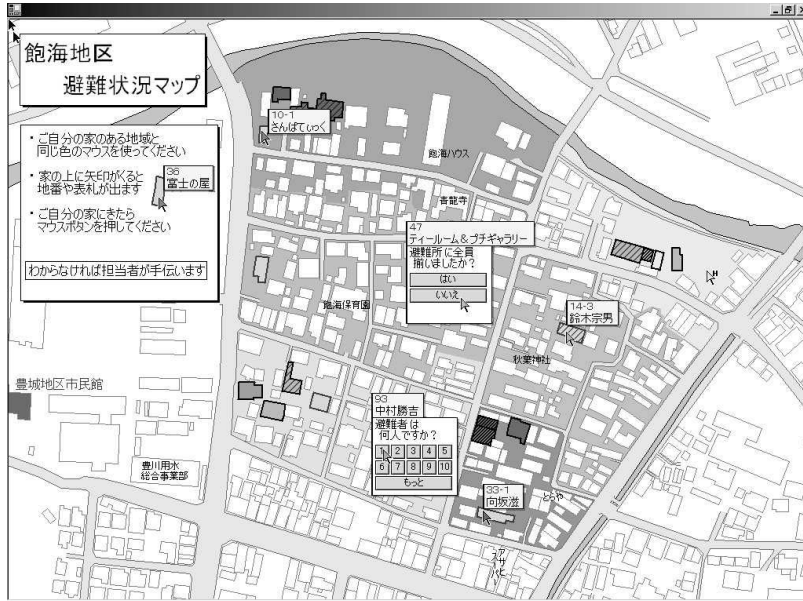 飽海地区
避難状況マップ
・ご自分の家のある地域と
同じ色のマウスを使ってください
・家の上に矢印がくると
地番や表札が出ます
・ご自分の家にきたら
マウスボタンを押してください
わからなければ担当者が手伝います
36
富士の屋
10-1
さんぱてぃっく
飽海ハウス
青龍寺
47
ティールーム&プチギャラリー
避難所に全員
揃いましたか?
はい
いいえ
14-3
鈴木宗男
飽海保育園
秋葉神社
豊城地区市民館
93
中村勝吉
避難者は
何人ですか?
1 2 3 4 5
6 7 8 9 10
もっと
豊川用水
総合事業部
33-1
向坂滋
とらや
アサヒ
スーパー